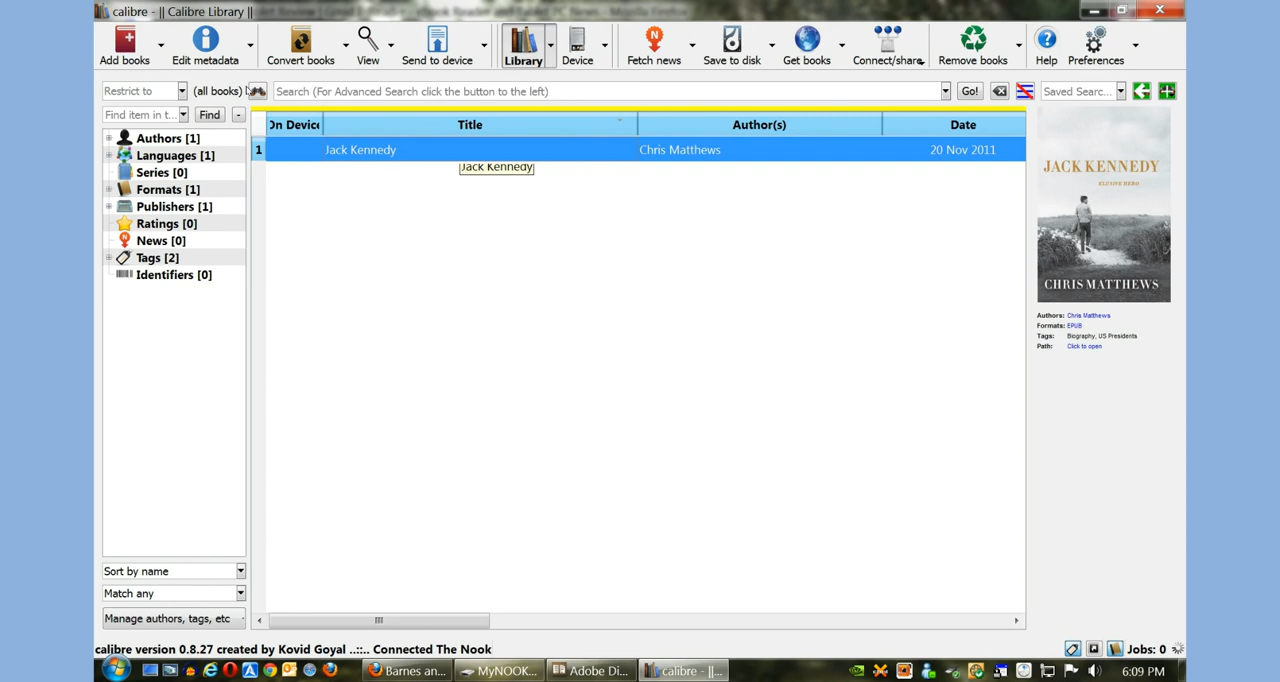 calibre - || Calibre Library ||
Add books
Edit metadata
Convert books
View
Send to device
Library
Device
Fetch news
Save to disk
Get books
Connect/share
Remove books
Help
Preferences
Restrict to
(all books)
Search (For Advanced Search click the button to the left)
Go!
Saved Searc...
Find item in t...
Find
-
On Device
Title
Author(s)
Date
1
Jack Kennedy
Chris Matthews
20 Nov 2011
Jack Kennedy
Authors [1]
Languages [1]
Series [0]
Formats [1]
Publishers [1]
Ratings [0]
News [0]
Tags [2]
Identifiers [0]
JACK KENNEDY
ELUSIVE HERO
CHRIS MATTHEWS
Authors: Chris Matthews
Formats: EPUB
Tags: Biography, US Presidents
Path: Click to open
Sort by name
Match any
Manage authors, tags, etc
calibre version 0.8.27 created by Kovid Goyal ..::.. Connected The Nook
Jobs: 0
Barnes an...
MyNOOK...
Adobe Di...
calibre - ||...
6:09 PM